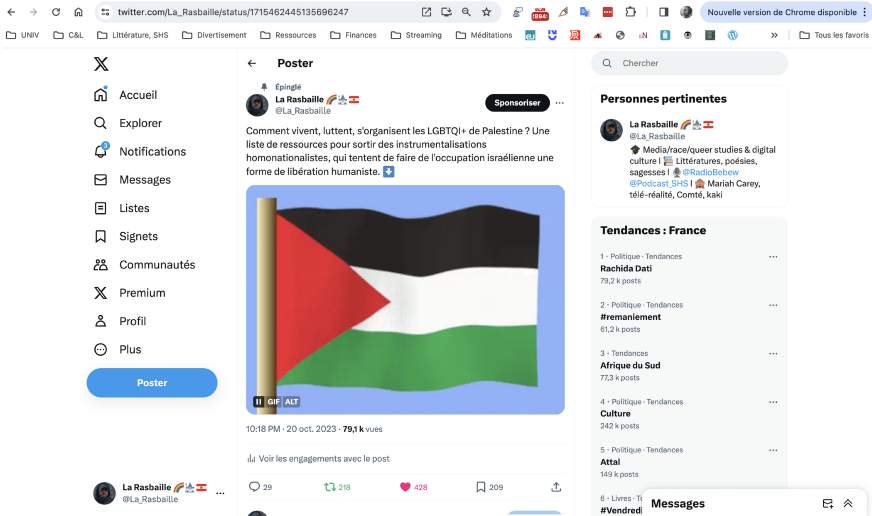 twitter.com/La_Rasbaille/status/1715462445135696247
1894
Nouvelle version de Chrome disponible
UNIV
C&L
Littérature, SHS
Divertisement
Ressources
Finances
Streaming
Méditations
»
Tous les favoris
Accueil
Explorer
3
Notifications
Messages
Listes
Signets
Communautés
Premium
Profil
Plus
Poster
La Rasbaille
@La_Rasbaille
Poster
Épinglé
La Rasbaille
@La_Rasbaille
Sponsoriser
Comment vivent, luttent, s'organisent les LGBTQI+ de Palestine ? Une
liste de ressources pour sortir des instrumentalisations
homonationalistes, qui tentent de faire de l'occupation israélienne une
forme de libération humaniste.
GIF ALT
10:18 PM · 20 oct. 2023 · 79,1 k vues
Voir les engagements avec le post
29 218 428 209
Chercher
Personnes pertinentes
La Rasbaille
@La_Rasbaille
Media/race/queer studies & digital
culture l Littératures, poésies,
sagesses l @RadioBebew
@Podcast_SHS l Mariah Carey,
télé-réalité, Comté, kaki
Tendances : France
1 · Politique · Tendances
Rachida Dati
79,2 k posts
2 · Politique · Tendances
#remaniement
61,2 k posts
3 · Tendances
Afrique du Sud
77,3 k posts
4 · Politique · Tendances
Culture
242 k posts
5 · Politique · Tendances
Attal
149 k posts
6 · Livres · T
#Vendredi
Messages